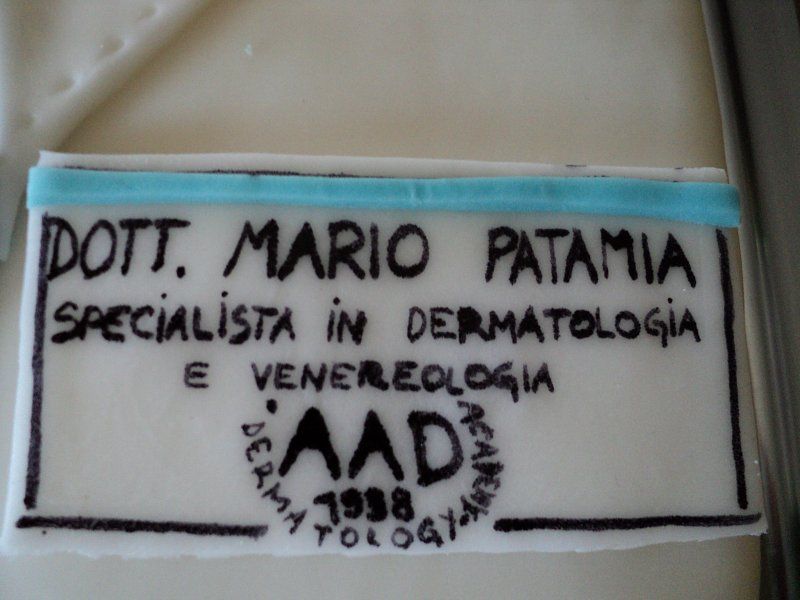 DOTT. MARIO PATAMIA
SPECIALISTA IN DERMATOLOGIA
E VENEREOLOGIA
AAD
1938
DERMATOLOGY
ACADEMY